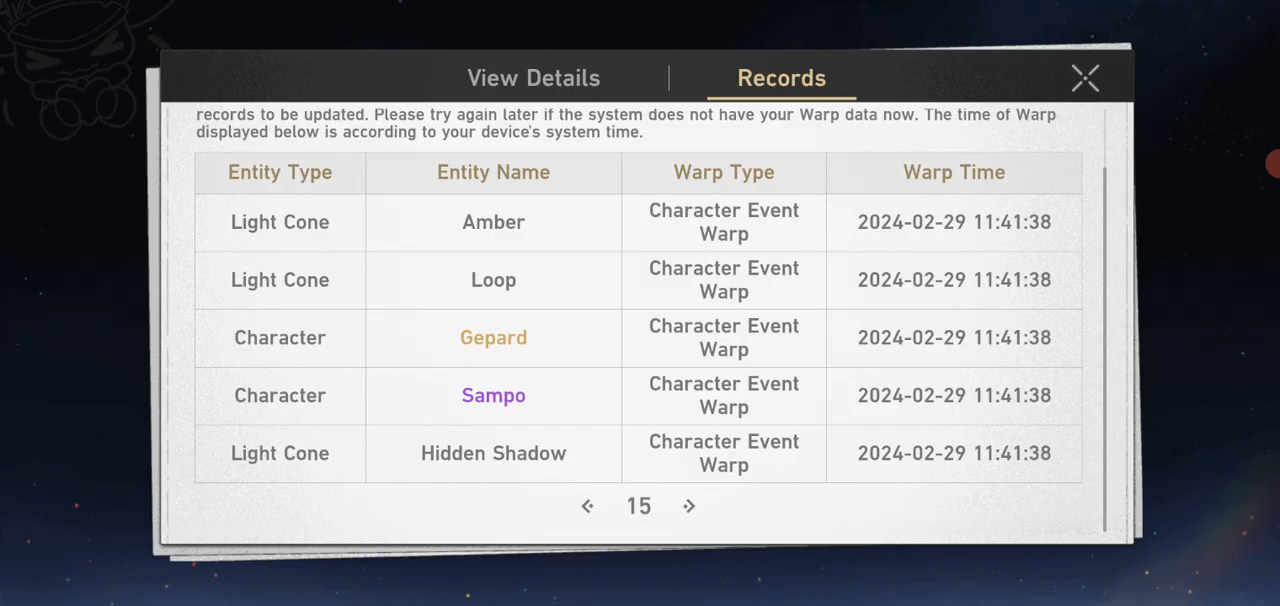 View Details
Records
records to be updated. Please try again later if the system does not have your Warp data now. The time of Warp
displayed below is according to your device's system time.
Entity Type Entity Name Warp Type Warp Time
Light Cone Amber Character Event Warp 2024-02-29 11:41:38
Light Cone Loop Character Event Warp 2024-02-29 11:41:38
Character Gepard Character Event Warp 2024-02-29 11:41:38
Character Sampo Character Event Warp 2024-02-29 11:41:38
Light Cone Hidden Shadow Character Event Warp 2024-02-29 11:41:38
15